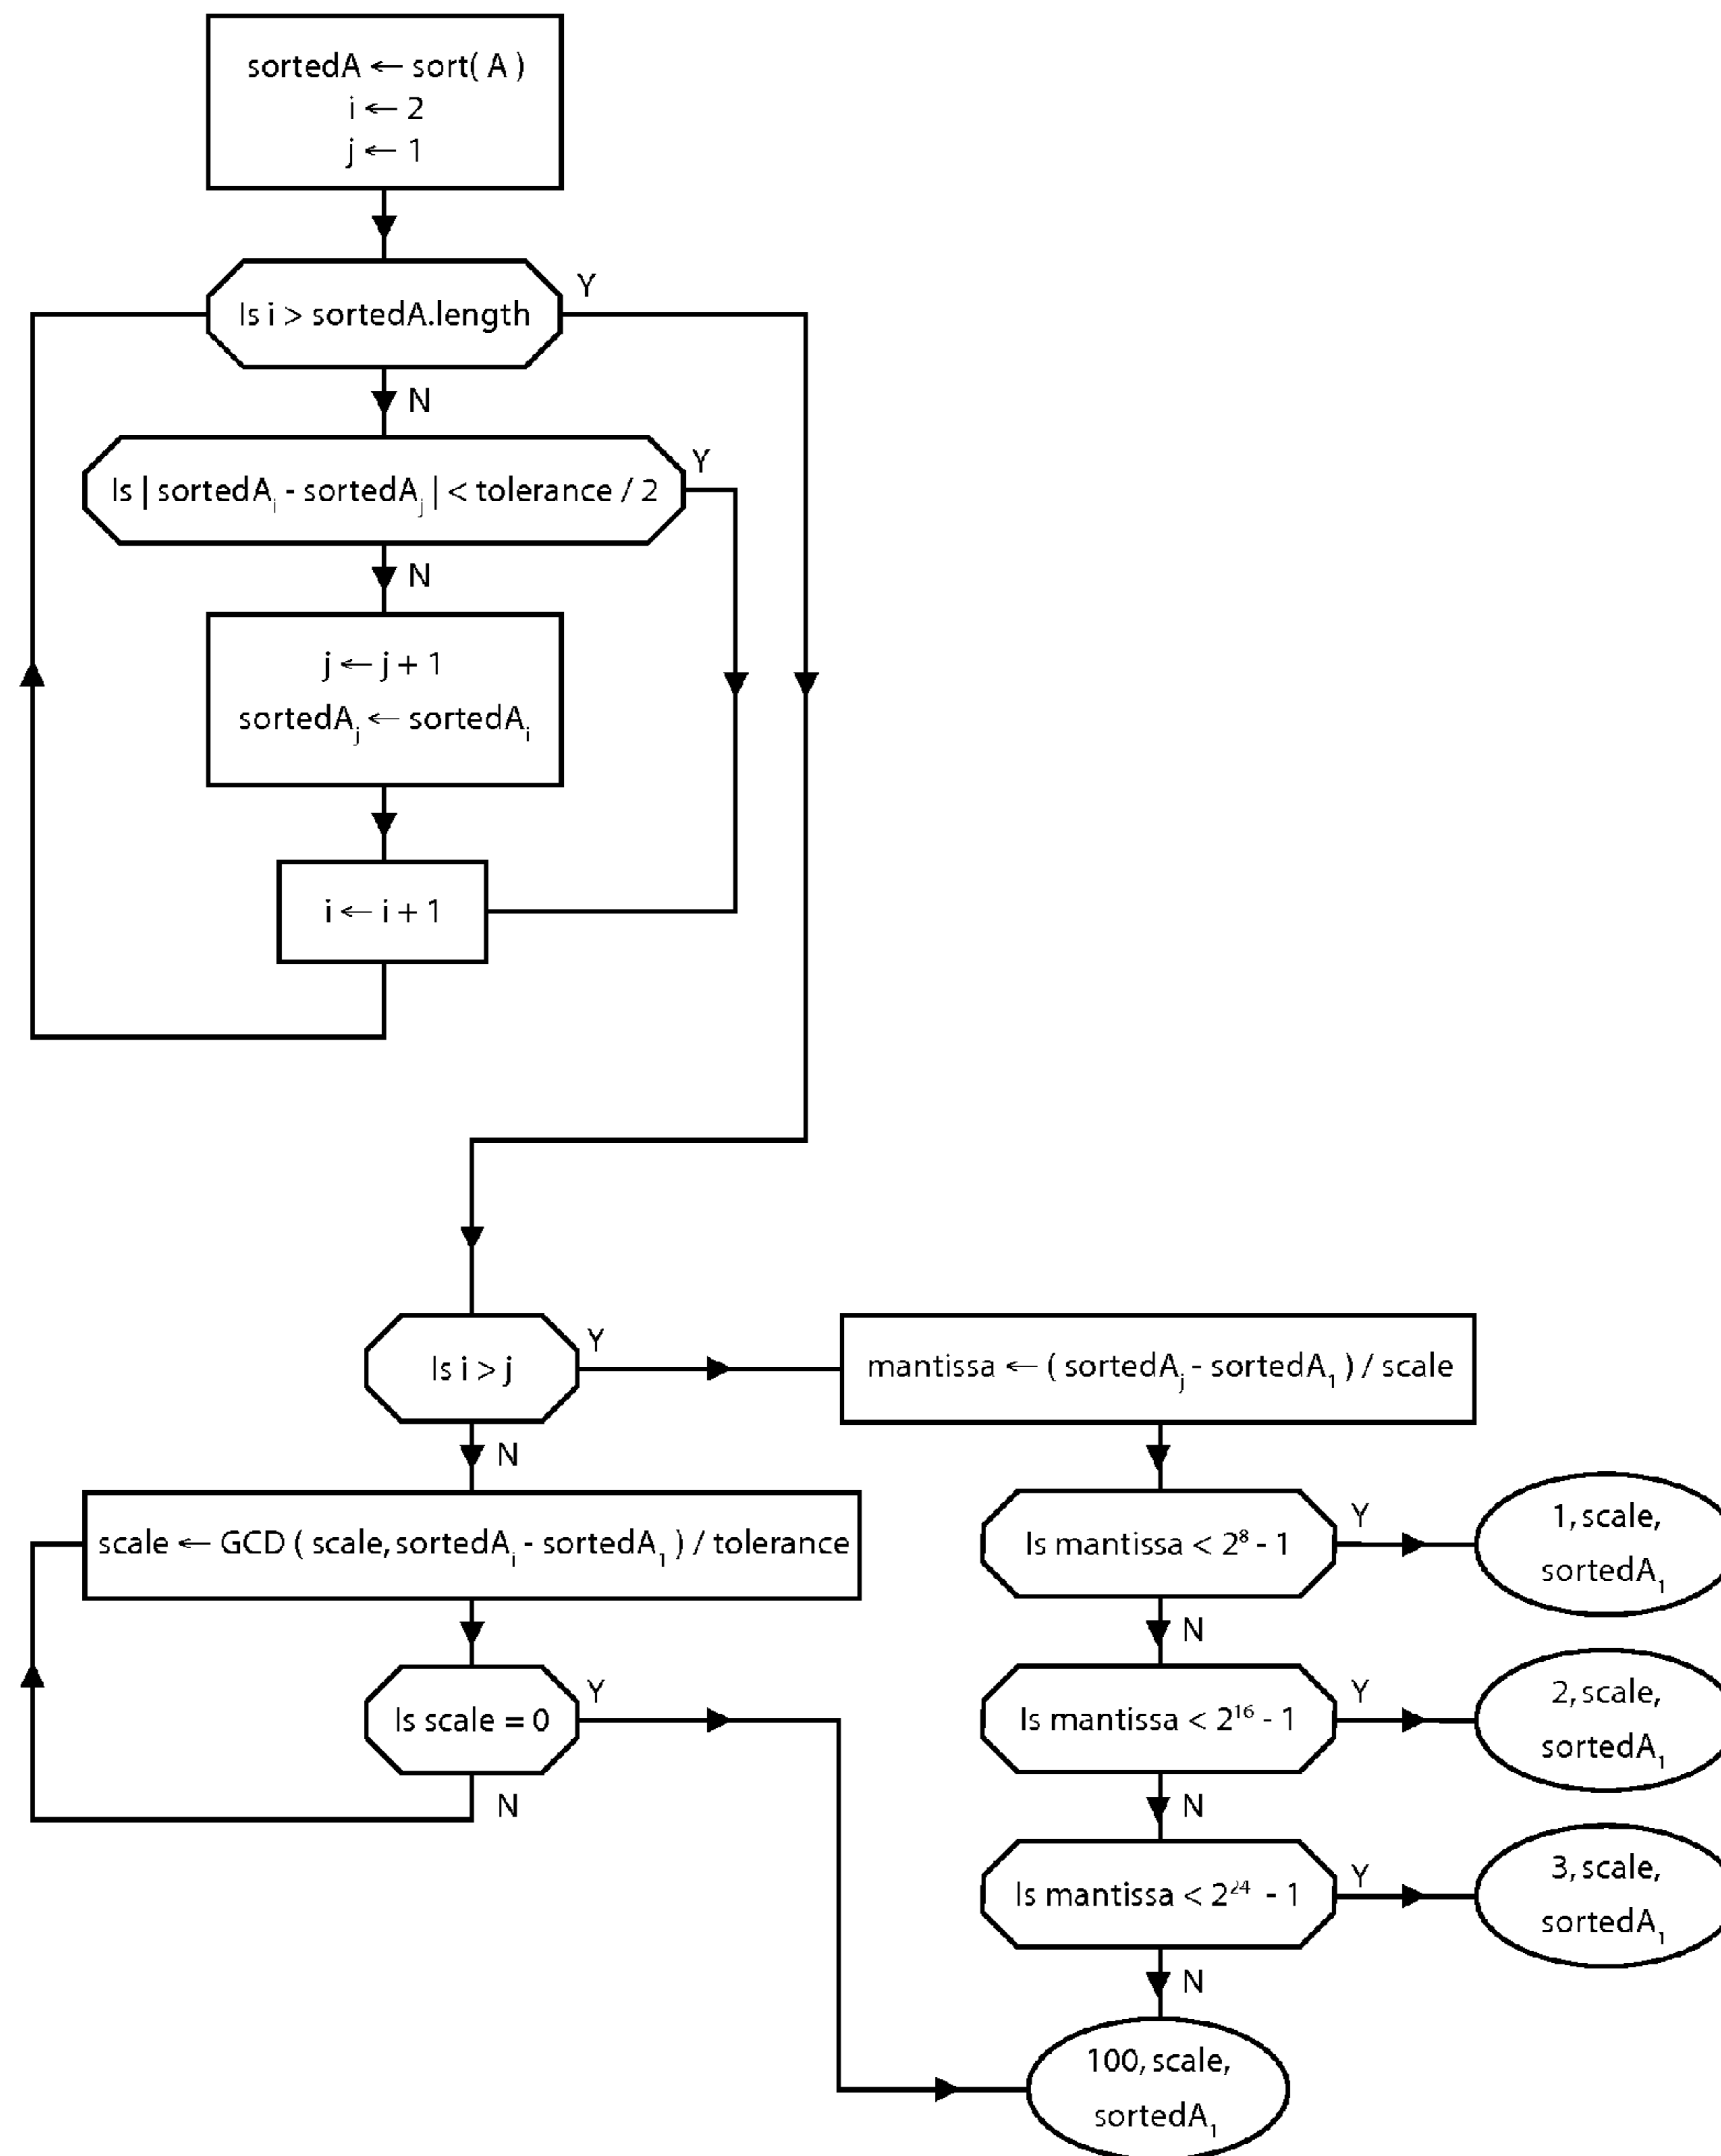 sortedA ← sort( A )
i ← 2
j ← 1
Is i > sortedA.length
Y
N
Is | sortedAᵢ - sortedAⱼ | < tolerance / 2
Y
N
j ← j + 1
sortedAⱼ ← sortedAᵢ
i ← i + 1
Is i > j
Y
N
mantissa ← ( sortedAⱼ - sortedA₁ ) / scale
scale ← GCD ( scale, sortedAᵢ - sortedA₁ ) / tolerance
Is mantissa < 2⁸ - 1
Y
N
1, scale,
sortedA₁
Is scale = 0
Y
N
Is mantissa < 2¹⁶ - 1
Y
N
2, scale,
sortedA₁
Is mantissa < 2²⁴ - 1
Y
N
3, scale,
sortedA₁
100, scale,
sortedA₁